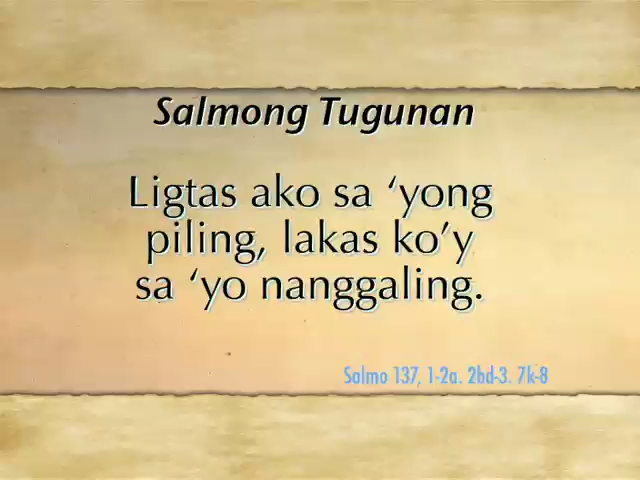 Salmong Tugunan
Ligtas ako sa ‘yong
piling, lakas ko’y
sa ‘yo nanggaling.
Salmo 137, 1-2a. 2bd-3. 7k-8